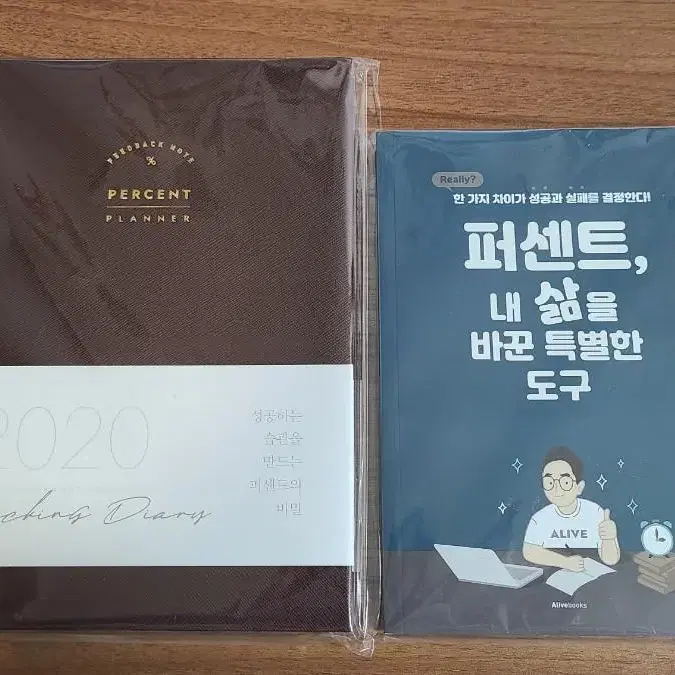 FEEDBACK NOTE
%
PERCENT
PLANNER
2020
Diary
성공하는
습관을
만드는
퍼센트의
비밀
Really?
한 가지 차이가 성공과 실패를 결정한다!
퍼센트,
내 삶을
바꾼 특별한
도구
ALIVE
Alivebooks